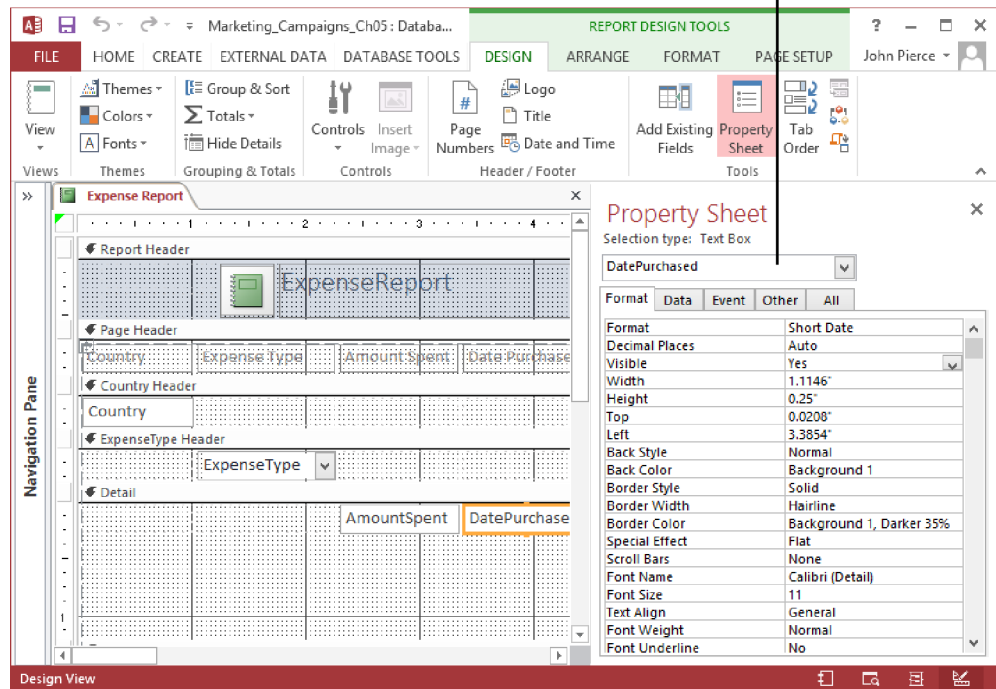 Marketing_Campaigns_Ch05 : Databa...
REPORT DESIGN TOOLS
?
FILE
HOME
CREATE
EXTERNAL DATA
DATABASE TOOLS
DESIGN
ARRANGE
FORMAT
PAGE SETUP
John Pierce
View
Themes
Colors
Fonts
Group & Sort
Totals
Hide Details
Controls
Insert
Image
Page
Numbers
Logo
Title
Date and Time
Add Existing
Fields
Property
Sheet
Tab
Order
Views
Themes
Grouping & Totals
Controls
Header / Footer
Tools
Navigation Pane
Expense Report
1 2 3 4
Report Header
ExpenseReport
Page Header
Country
Expense Type
Amount Spent
Date Purchase
Country Header
Country
ExpenseType Header
ExpenseType
Detail
AmountSpent
DatePurchase
1
Property Sheet
Selection type: Text Box
DatePurchased
Format
Data
Event
Other
All
Format Short Date
Decimal Places Auto
Visible Yes
Width 1.1146"
Height 0.25"
Top 0.0208"
Left 3.3854"
Back Style Normal
Back Color Background 1
Border Style Solid
Border Width Hairline
Border Color Background 1, Darker 35%
Special Effect Flat
Scroll Bars None
Font Name Calibri (Detail)
Font Size 11
Text Align General
Font Weight Normal
Font Underline No
Design View